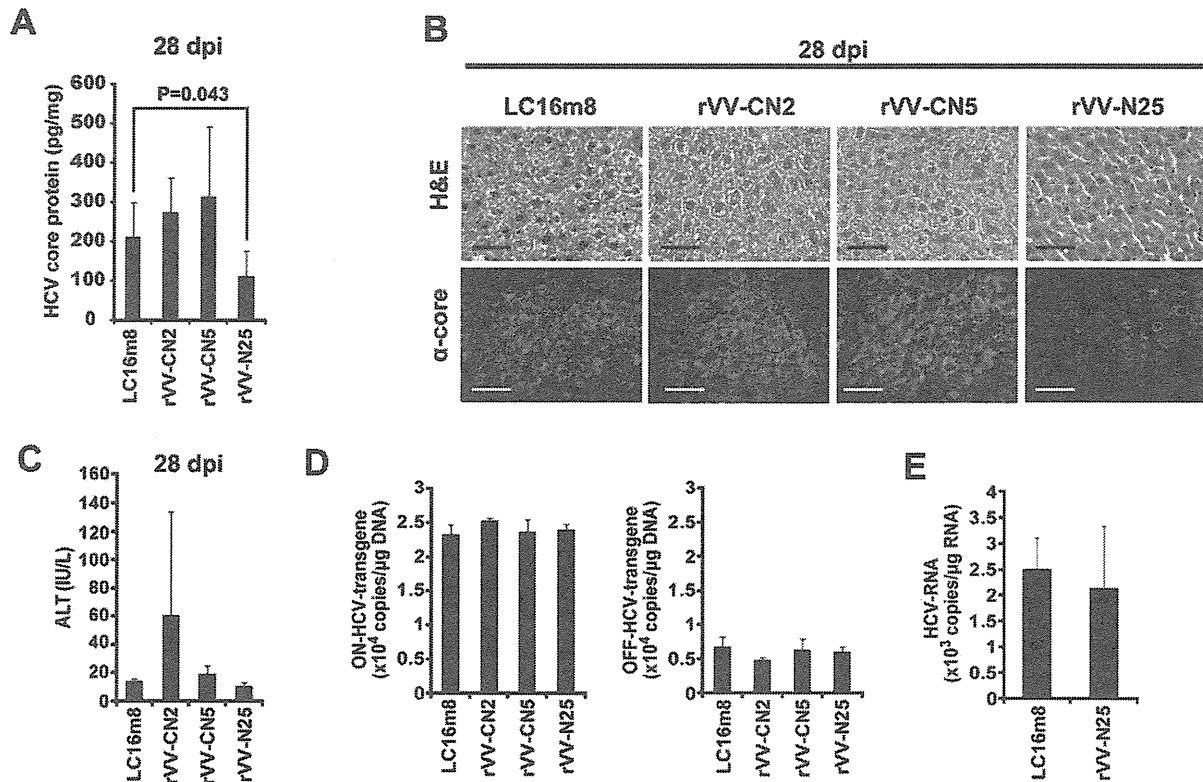 A
28 dpi
HCV core protein (pg/mg)
600
500
400
300
200
100
0
P=0.043
LC16m8
rVV-CN2
rVV-CN5
rVV-N25
B
28 dpi
LC16m8
rVV-CN2
rVV-CN5
rVV-N25
H&E
α-core
C
28 dpi
ALT (IU/L)
160
140
120
100
80
60
40
20
0
LC16m8
rVV-CN2
rVV-CN5
rVV-N25
D
ON-HCV-transgene
(x10⁴ copies/µg DNA)
3
2.5
2
1.5
1
0.5
0
LC16m8
rVV-CN2
rVV-CN5
rVV-N25
OFF-HCV-transgene
(x10⁴ copies/µg DNA)
3
2.5
2
1.5
1
0.5
0
LC16m8
rVV-CN2
rVV-CN5
rVV-N25
E
HCV-RNA
(x10³ copies/µg RNA)
4
3.5
3
2.5
2
1.5
1
0.5
0
LC16m8
rVV-N25